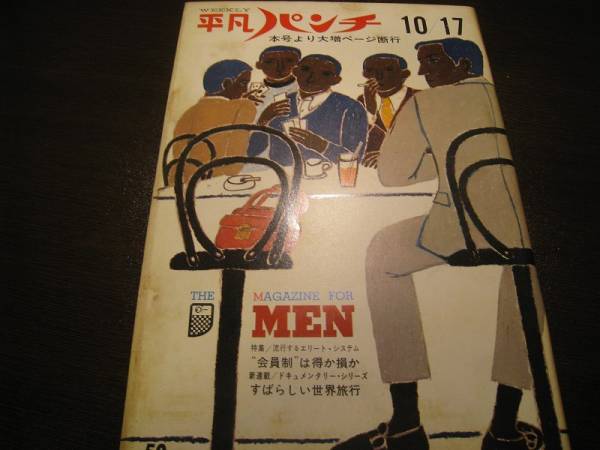 WEEKLY
平凡パンチ 10 17
本号より大増ページ断行
THE MAGAZINE FOR
MEN
特集/流行するエリート・システム
"会員制"は得か損か
新連載/ドキュメンタリー・シリーズ
すばらしい世界旅行
50